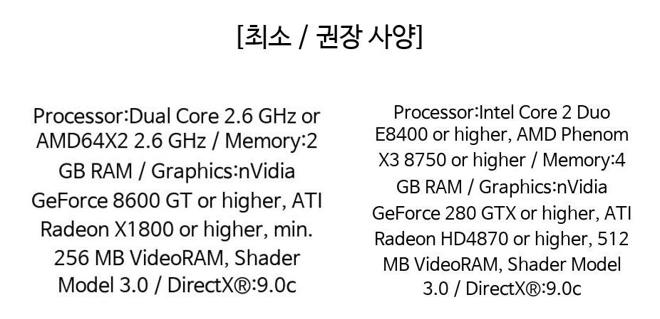 [최소 / 권장 사양]
Processor:Dual Core 2.6 GHz or
AMD64X2 2.6 GHz / Memory:2
GB RAM / Graphics:nVidia
GeForce 8600 GT or higher, ATI
Radeon X1800 or higher, min.
256 MB VideoRAM, Shader
Model 3.0 / DirectX®:9.0c
Processor:Intel Core 2 Duo
E8400 or higher, AMD Phenom
X3 8750 or higher / Memory:4
GB RAM / Graphics:nVidia
GeForce 280 GTX or higher, ATI
Radeon HD4870 or higher, 512
MB VideoRAM, Shader Model
3.0 / DirectX®:9.0c